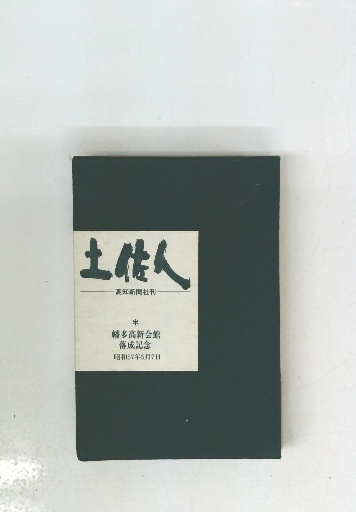 土佐人
高知新聞社刊
*
幡多高新会館
落成記念
昭和57年5月7日